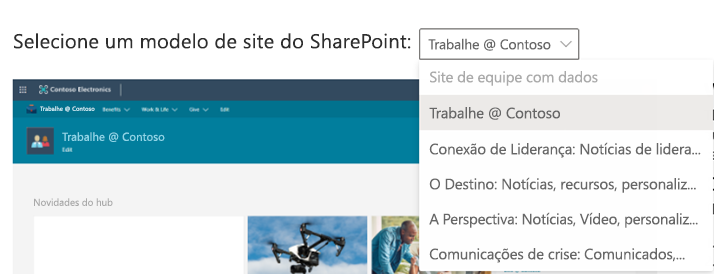 Selecione um modelo de site do SharePoint: Trabalhe @ Contoso
Site de equipe com dados
Trabalhe @ Contoso
Conexão de Liderança: Notícias de lidera...
O Destino: Notícias, recursos, personaliz...
A Perspectiva: Notícias, Vídeo, personaliz...
Comunicações de crise: Comunicados,...
Contoso Electronics
Trabalhe @ Contoso Benefits Work & Life Give Edit
Trabalhe @ Contoso
Edit
Novidades do hub